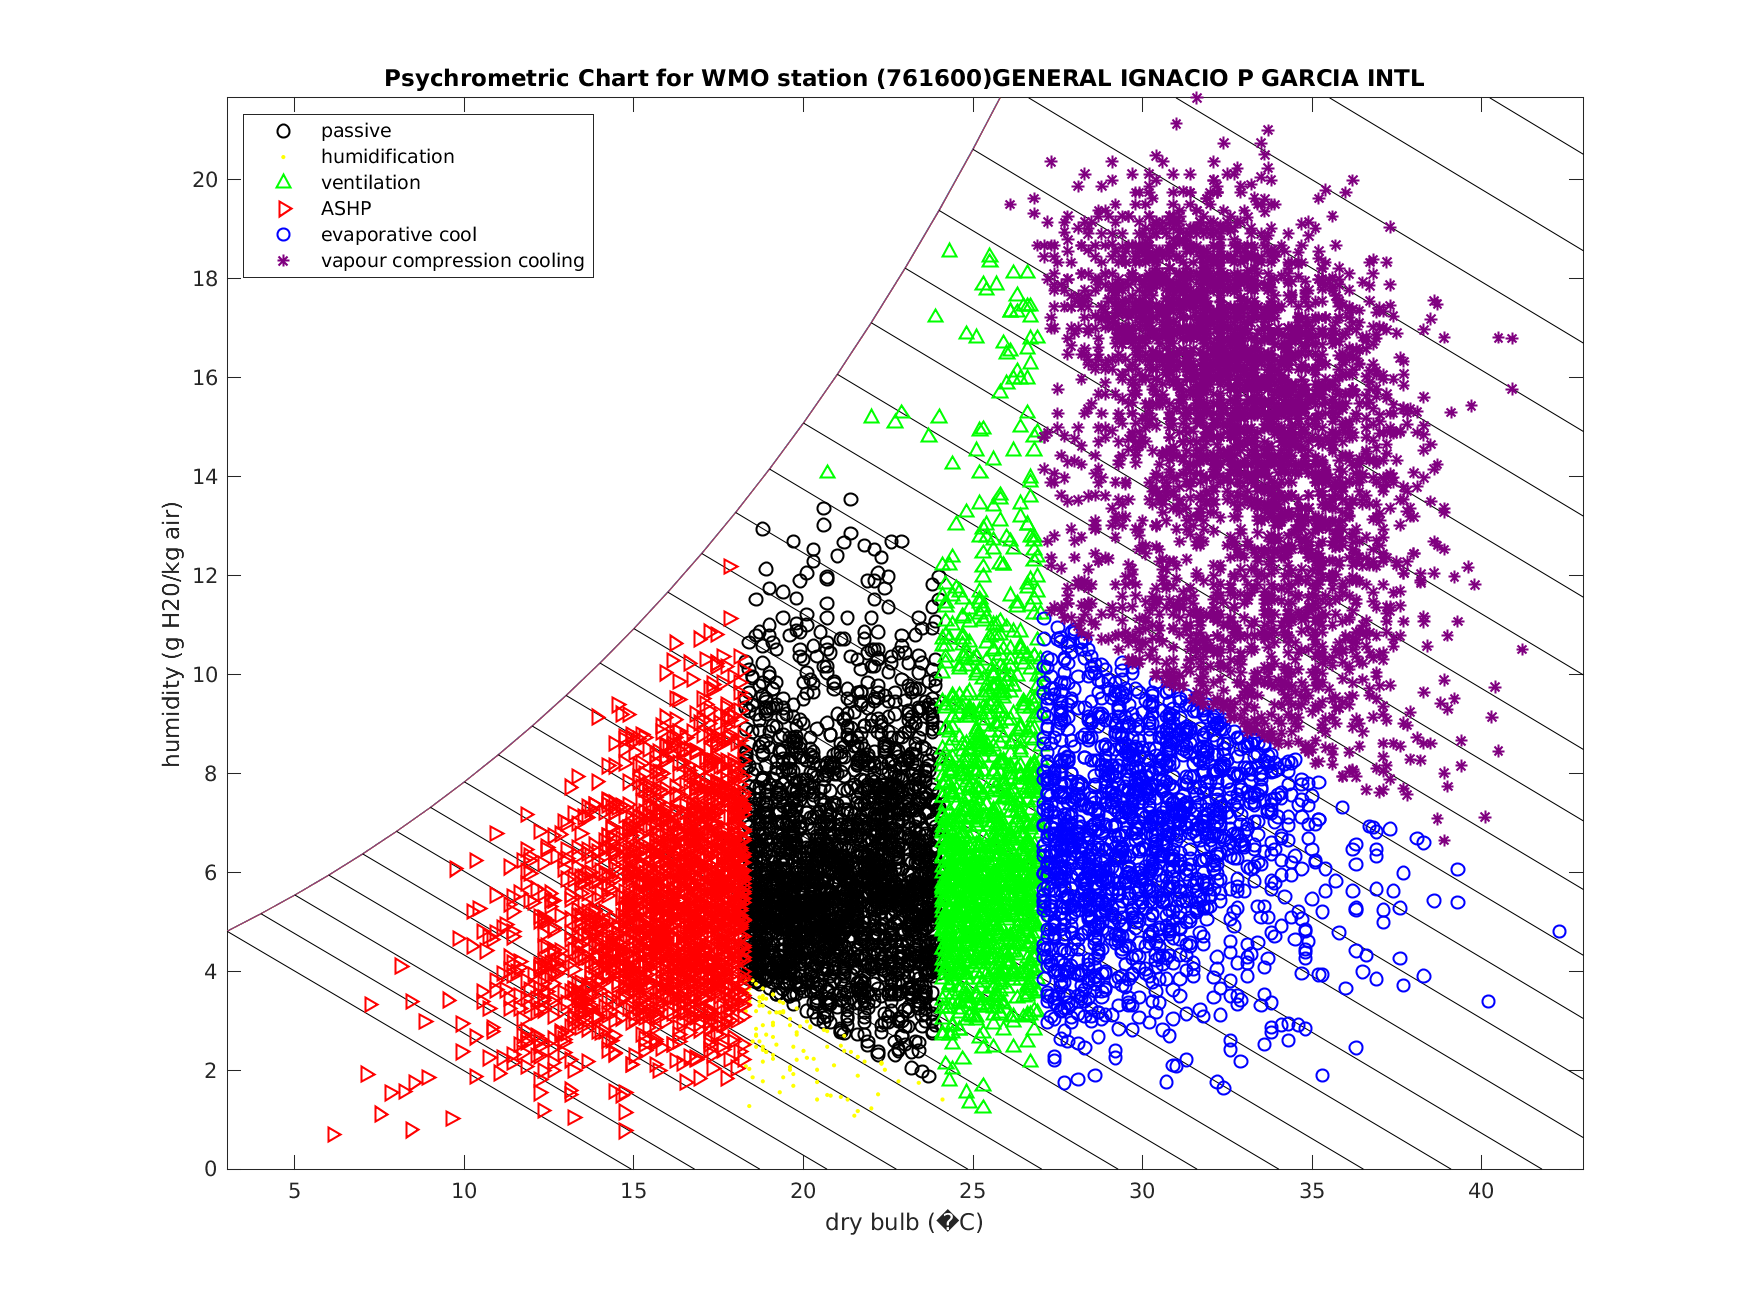 Psychrometric Chart for WMO station (761600)GENERAL IGNACIO P GARCIA INTL
passive
humidification
ventilation
ASHP
evaporative cool
vapour compression cooling
humidity (g H20/kg air)
20
18
16
14
12
10
8
6
4
2
0
5 10 15 20 25 30 35 40
dry bulb (�C)